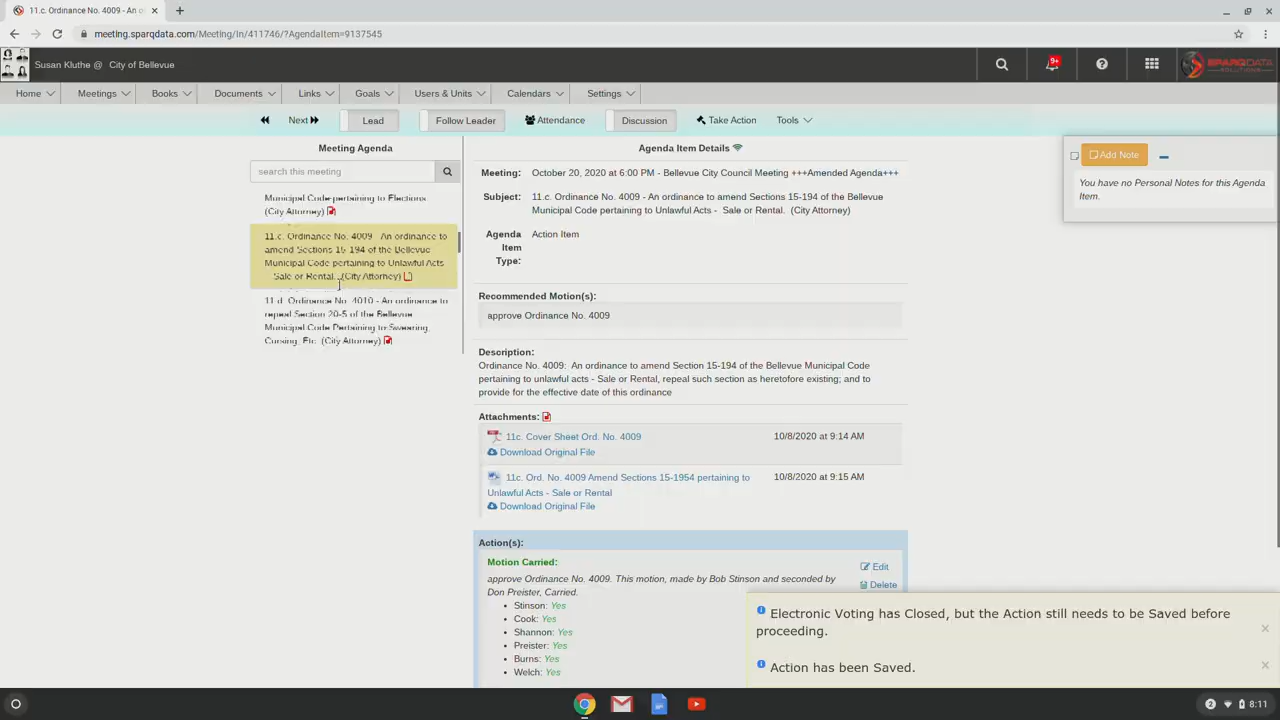 11.c. Ordinance No. 4009 - An o
meeting.sparqdata.com/Meeting/In/411746/?AgendaItem=9137545
Susan Kluthe @ City of Bellevue
9+
SPARQDATA
SOLUTIONS
Home
Meetings
Books
Documents
Links
Goals
Users & Units
Calendars
Settings
Next
Lead
Follow Leader
Attendance
Discussion
Take Action
Tools
Meeting Agenda
search this meeting
Municipal Code pertaining to Elections
(City Attorney)
11.c. Ordinance No. 4009 - An ordinance to
amend Sections 15-194 of the Bellevue
Municipal Code pertaining to Unlawful Acts
- Sale or Rental. (City Attorney)
11.d. Ordinance No. 4010 - An ordinance to
repeal Section 20-5 of the Bellevue
Municipal Code Pertaining to Swearing,
Cursing, Etc. (City Attorney)
Agenda Item Details
Meeting: October 20, 2020 at 6:00 PM - Bellevue City Council Meeting +++Amended Agenda+++
Subject: 11.c. Ordinance No. 4009 - An ordinance to amend Sections 15-194 of the Bellevue
Municipal Code pertaining to Unlawful Acts - Sale or Rental. (City Attorney)
Agenda Action Item
Item
Type:
Recommended Motion(s):
approve Ordinance No. 4009
Description:
Ordinance No. 4009: An ordinance to amend Section 15-194 of the Bellevue Municipal Code
pertaining to unlawful acts - Sale or Rental, repeal such section as heretofore existing; and to
provide for the effective date of this ordinance
Attachments:
11c. Cover Sheet Ord. No. 4009 10/8/2020 at 9:14 AM
Download Original File
11c. Ord. No. 4009 Amend Sections 15-1954 pertaining to 10/8/2020 at 9:15 AM
Unlawful Acts - Sale or Rental
Download Original File
Action(s):
Motion Carried:
Edit
approve Ordinance No. 4009. This motion, made by Bob Stinson and seconded by
Don Preister, Carried.
Delete
• Stinson: Yes
• Cook: Yes
• Shannon: Yes
• Preister: Yes
• Burns: Yes
• Welch: Yes
Add Note
You have no Personal Notes for this Agenda
Item.
Electronic Voting has Closed, but the Action still needs to be Saved before
proceeding.
Action has been Saved.
2
8:11